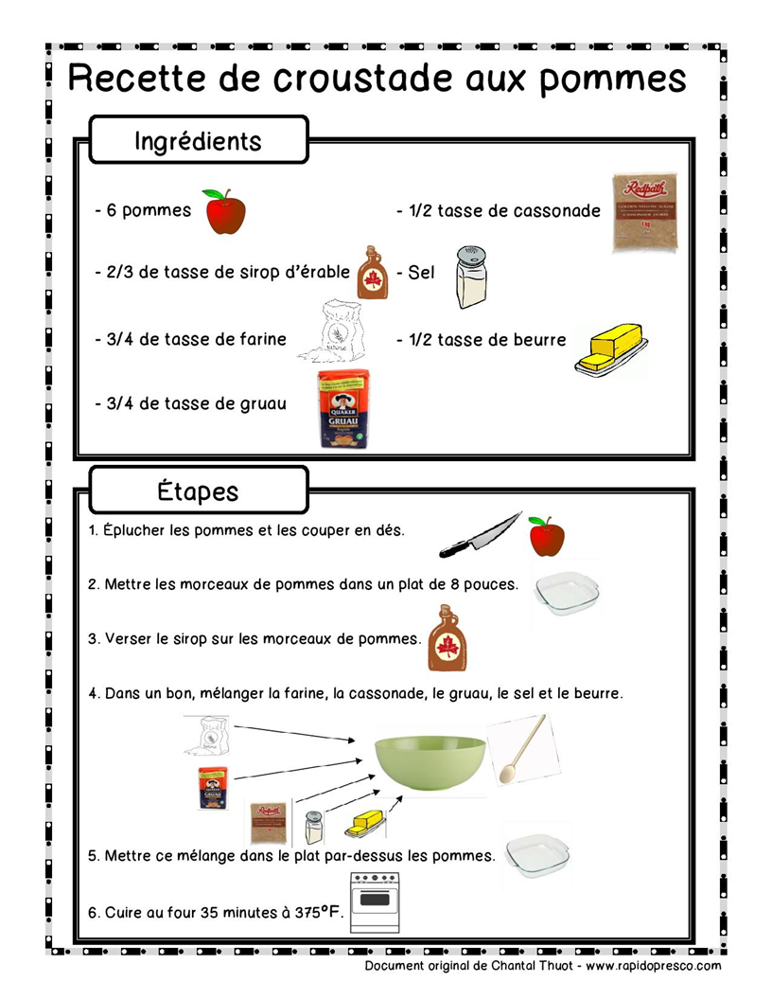 Recette de croustade aux pommes
Ingrédients
- 6 pommes
- 1/2 tasse de cassonade
Redpath
- 2/3 de tasse de sirop d'érable
- Sel
- 3/4 de tasse de farine
- 1/2 tasse de beurre
- 3/4 de tasse de gruau
QUAKER
GRUAU
Étapes
1. Éplucher les pommes et les couper en dés.
2. Mettre les morceaux de pommes dans un plat de 8 pouces.
3. Verser le sirop sur les morceaux de pommes.
4. Dans un bon, mélanger la farine, la cassonade, le gruau, le sel et le beurre.
GRUAU
Redpath
5. Mettre ce mélange dans le plat par-dessus les pommes.
6. Cuire au four 35 minutes à 375°F.
Document original de Chantal Thuot - www.rapidopresco.com